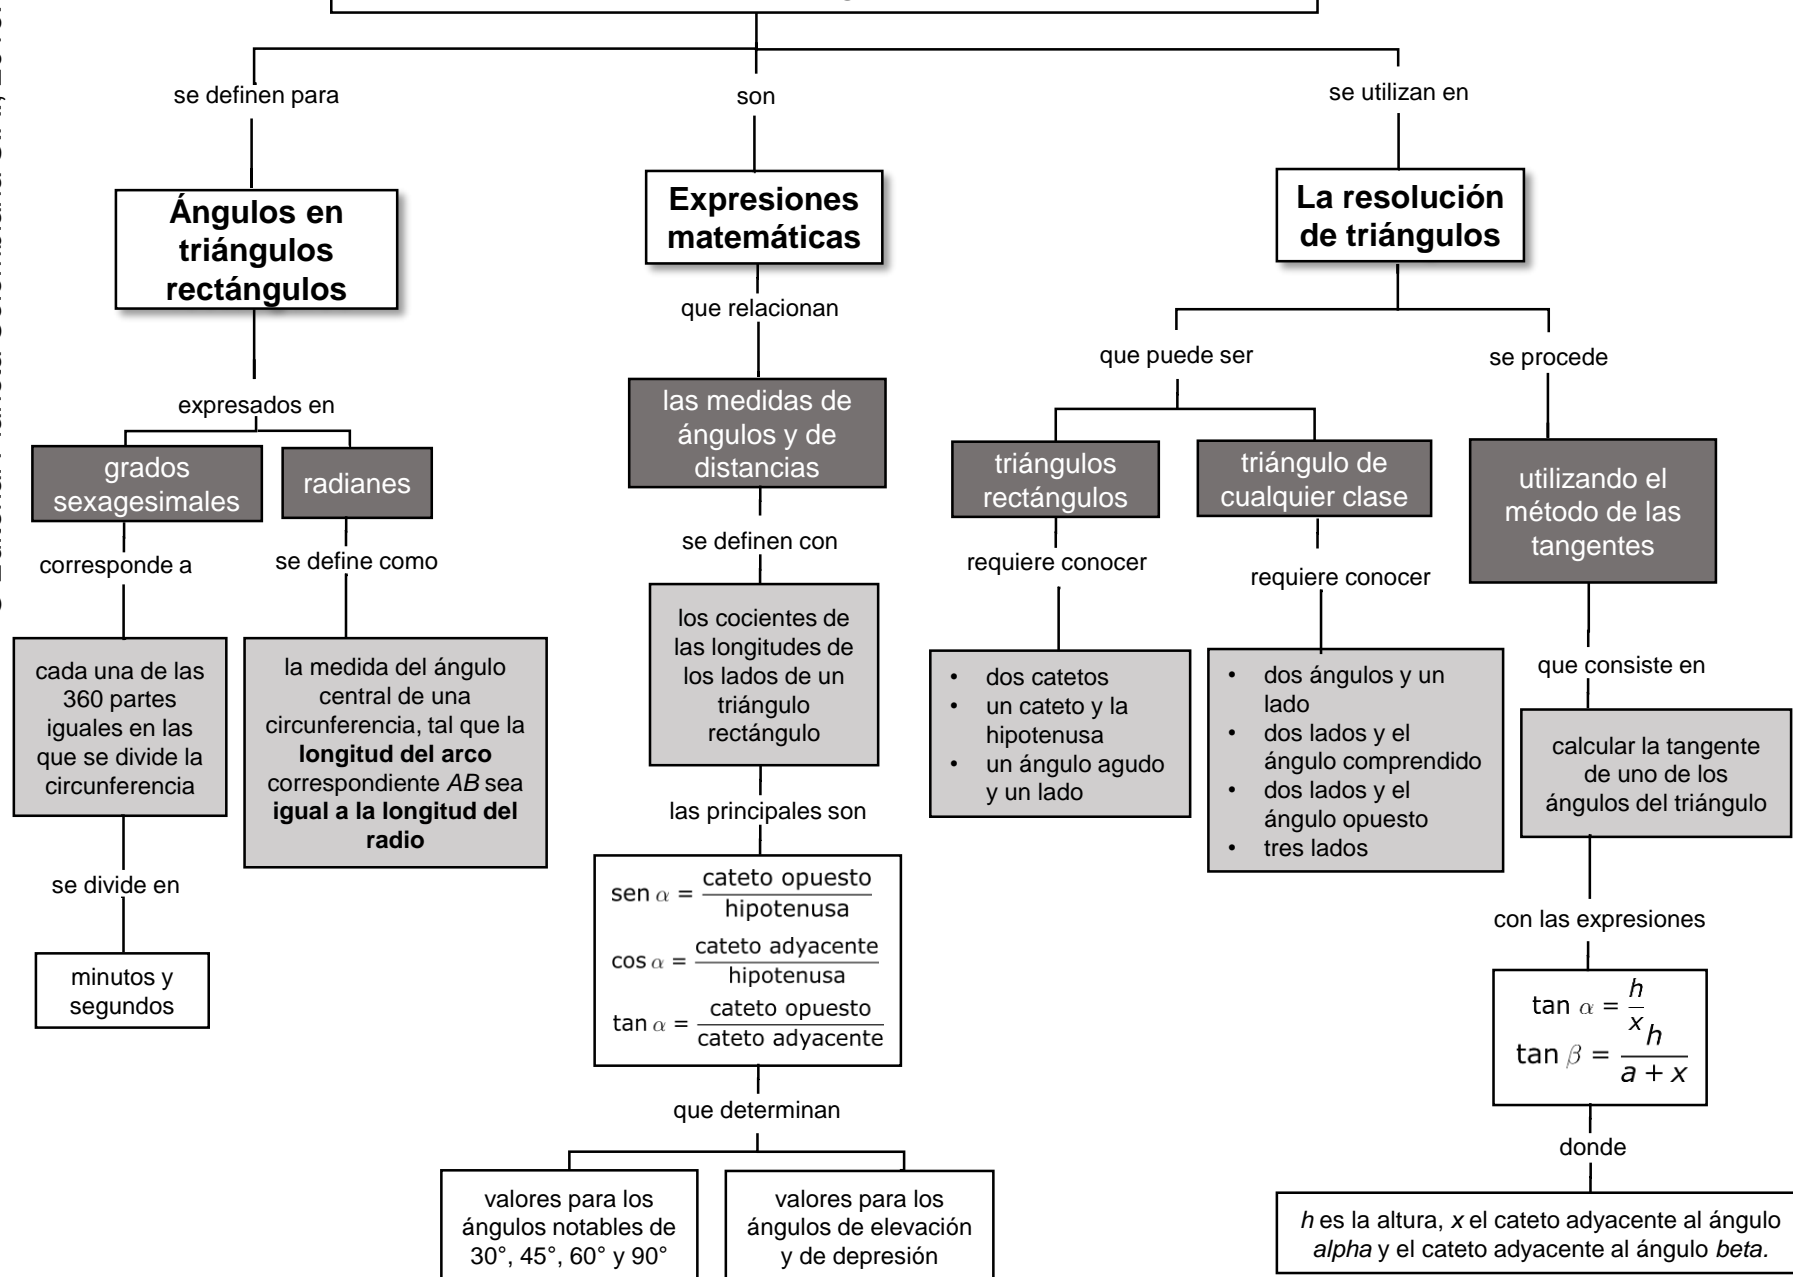 se definen para
son
se utilizan en
Ángulos en
triángulos
rectángulos
Expresiones
matemáticas
La resolución
de triángulos
expresados en
grados
sexagesimales
radianes
corresponde a
se define como
cada una de las
360 partes
iguales en las
que se divide la
circunferencia
la medida del ángulo
central de una
circunferencia, tal que la
longitud del arco
correspondiente AB sea
igual a la longitud del
radio
se divide en
minutos y
segundos
que relacionan
las medidas de
ángulos y de
distancias
se definen con
los cocientes de
las longitudes de
los lados de un
triángulo
rectángulo
las principales son
sen α = cateto opuesto / hipotenusa
cos α = cateto adyacente / hipotenusa
tan α = cateto opuesto / cateto adyacente
que determinan
valores para los
ángulos notables de
30°, 45°, 60° y 90°
valores para los
ángulos de elevación
y de depresión
que puede ser
se procede
triángulos
rectángulos
triángulo de
cualquier clase
utilizando el
método de las
tangentes
requiere conocer
requiere conocer
• dos catetos
• un cateto y la
hipotenusa
• un ángulo agudo
y un lado
• dos ángulos y un
lado
• dos lados y el
ángulo comprendido
• dos lados y el
ángulo opuesto
• tres lados
que consiste en
calcular la tangente
de uno de los
ángulos del triángulo
con las expresiones
tan α = h / x
tan β = h / a + x
donde
h es la altura, x el cateto adyacente al ángulo
alpha y el cateto adyacente al ángulo beta.